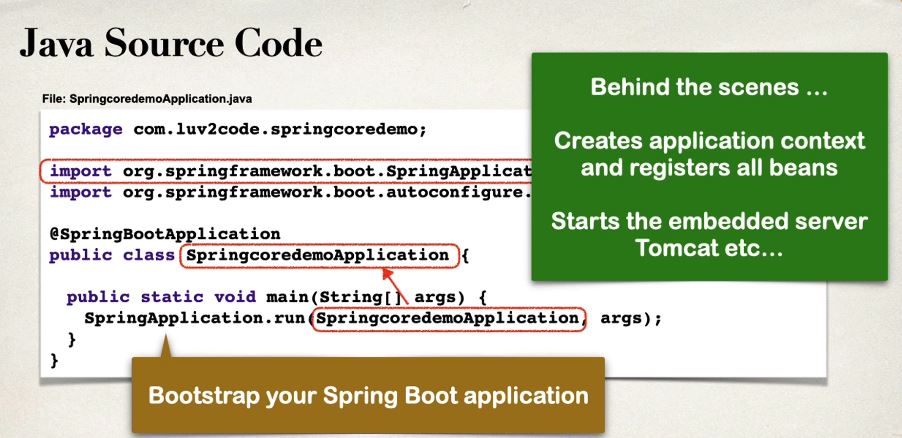 Java Source Code
File: SpringcoredemoApplication.java
package com.luv2code.springcoredemo;
import org.springframework.boot.SpringApplicat
import org.springframework.boot.autoconfigure.
@SpringBootApplication
public class SpringcoredemoApplication {
public static void main(String[] args) {
SpringApplication.run(SpringcoredemoApplication, args);
}
}
Behind the scenes ...
Creates application context
and registers all beans
Starts the embedded server
Tomcat etc...
Bootstrap your Spring Boot application